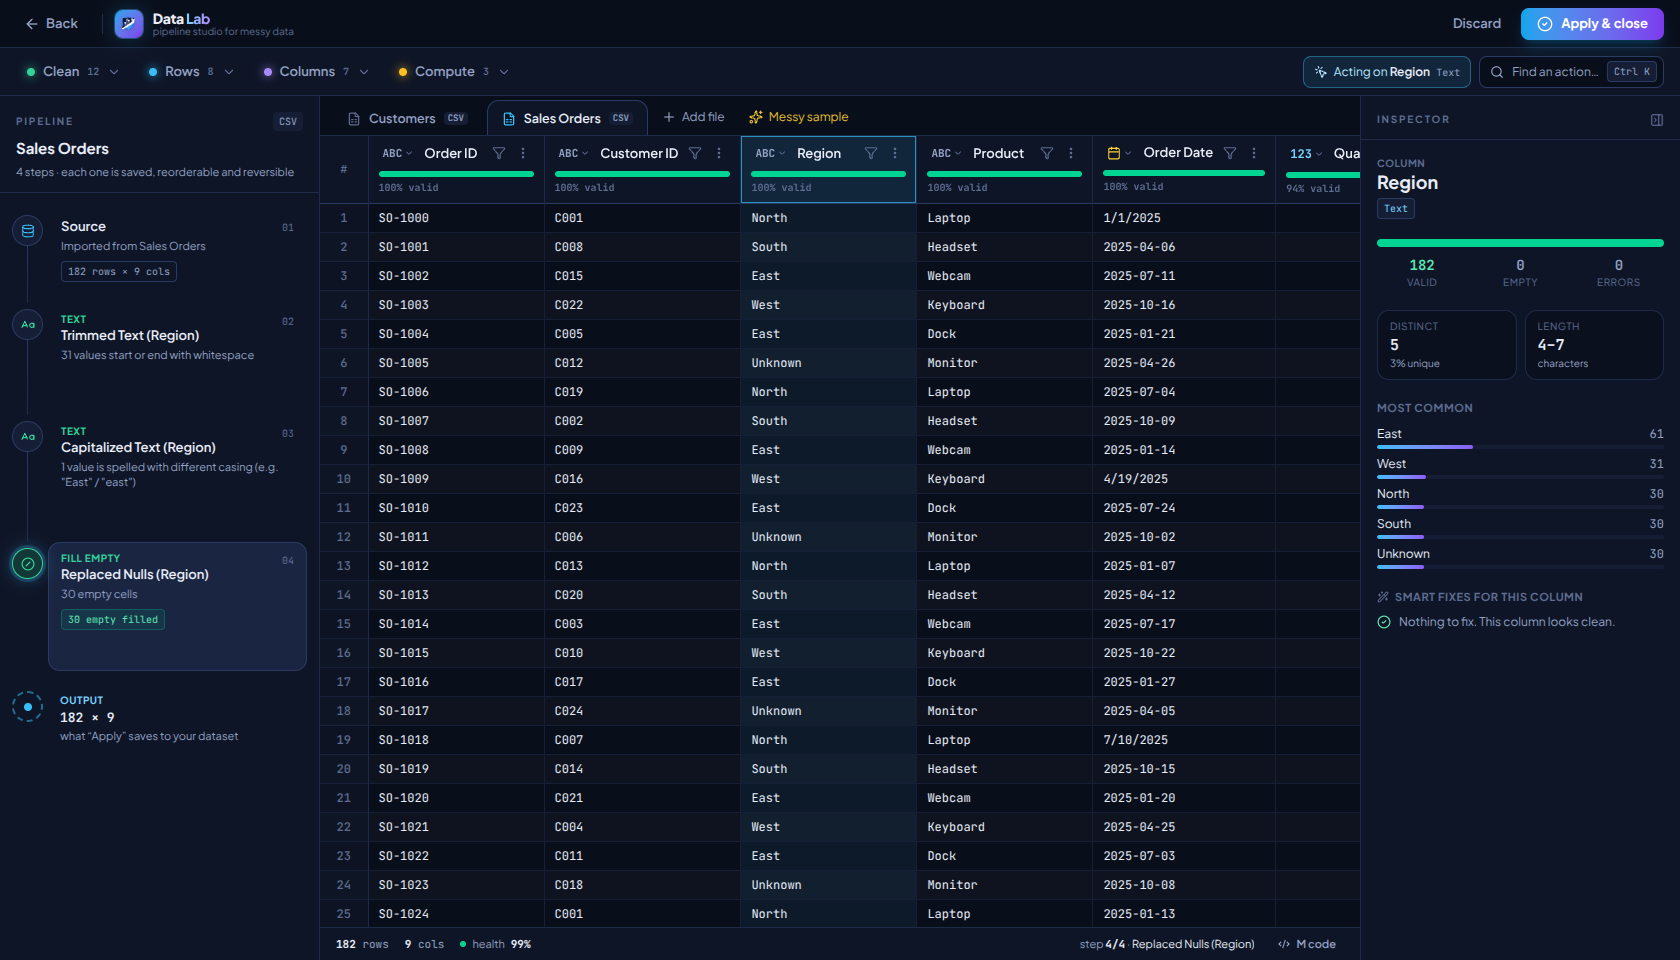 Back
Data Lab
pipeline studio for messy data
Discard
Apply & close
Clean 12
Rows 8
Columns 7
Compute 3
Acting on Region Text
Find an action... Ctrl K
PIPELINE
CSV
Sales Orders
4 steps · each one is saved, reorderable and reversible
Source 01
Imported from Sales Orders
182 rows × 9 cols
TEXT 02
Trimmed Text (Region)
31 values start or end with whitespace
TEXT 03
Capitalized Text (Region)
1 value is spelled with different casing (e.g.
"East" / "east")
FILL EMPTY 04
Replaced Nulls (Region)
30 empty cells
30 empty filled
OUTPUT
182 × 9
what “Apply” saves to your dataset
Customers CSV
Sales Orders CSV
Add file
Messy sample
# ABC Order ID ABC Customer ID ABC Region ABC Product Order Date 123 Qua
100% valid 100% valid 100% valid 100% valid 100% valid 94% valid
1 SO-1000 C001 North Laptop 1/1/2025
2 SO-1001 C008 South Headset 2025-04-06
3 SO-1002 C015 East Webcam 2025-07-11
4 SO-1003 C022 West Keyboard 2025-10-16
5 SO-1004 C005 East Dock 2025-01-21
6 SO-1005 C012 Unknown Monitor 2025-04-26
7 SO-1006 C019 North Laptop 2025-07-04
8 SO-1007 C002 South Headset 2025-10-09
9 SO-1008 C009 East Webcam 2025-01-14
10 SO-1009 C016 West Keyboard 4/19/2025
11 SO-1010 C023 East Dock 2025-07-24
12 SO-1011 C006 Unknown Monitor 2025-10-02
13 SO-1012 C013 North Laptop 2025-01-07
14 SO-1013 C020 South Headset 2025-04-12
15 SO-1014 C003 East Webcam 2025-07-17
16 SO-1015 C010 West Keyboard 2025-10-22
17 SO-1016 C017 East Dock 2025-01-27
18 SO-1017 C024 Unknown Monitor 2025-04-05
19 SO-1018 C007 North Laptop 7/10/2025
20 SO-1019 C014 South Headset 2025-10-15
21 SO-1020 C021 East Webcam 2025-01-20
22 SO-1021 C004 West Keyboard 2025-04-25
23 SO-1022 C011 East Dock 2025-07-03
24 SO-1023 C018 Unknown Monitor 2025-10-08
25 SO-1024 C001 North Laptop 2025-01-13
182 rows 9 cols health 99%
step 4/4 · Replaced Nulls (Region) </> M code
INSPECTOR
COLUMN
Region
Text
182 0 0
VALID EMPTY ERRORS
DISTINCT
5
3% unique
LENGTH
4–7
characters
MOST COMMON
East 61
West 31
North 30
South 30
Unknown 30
SMART FIXES FOR THIS COLUMN
Nothing to fix. This column looks clean.